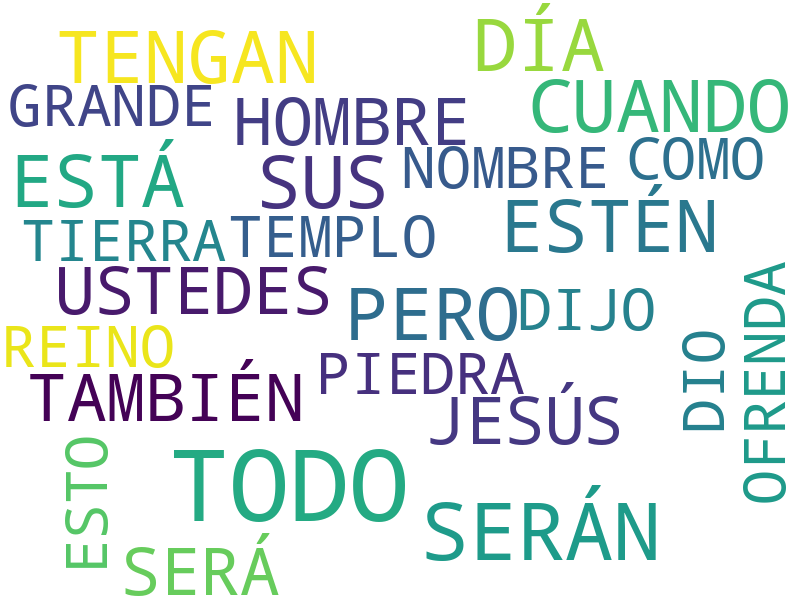 TENGAN
DÍA
GRANDE
HOMBRE
CUANDO
ESTÁ
SUS
NOMBRE
COMO
TIERRA
TEMPLO
ESTÉN
USTEDES
PERO
DIJO
OFRENDA
REINO
PIEDRA
DIO
TAMBIÉN
JESÚS
ESTO
TODO
SERÁN
SERÁ